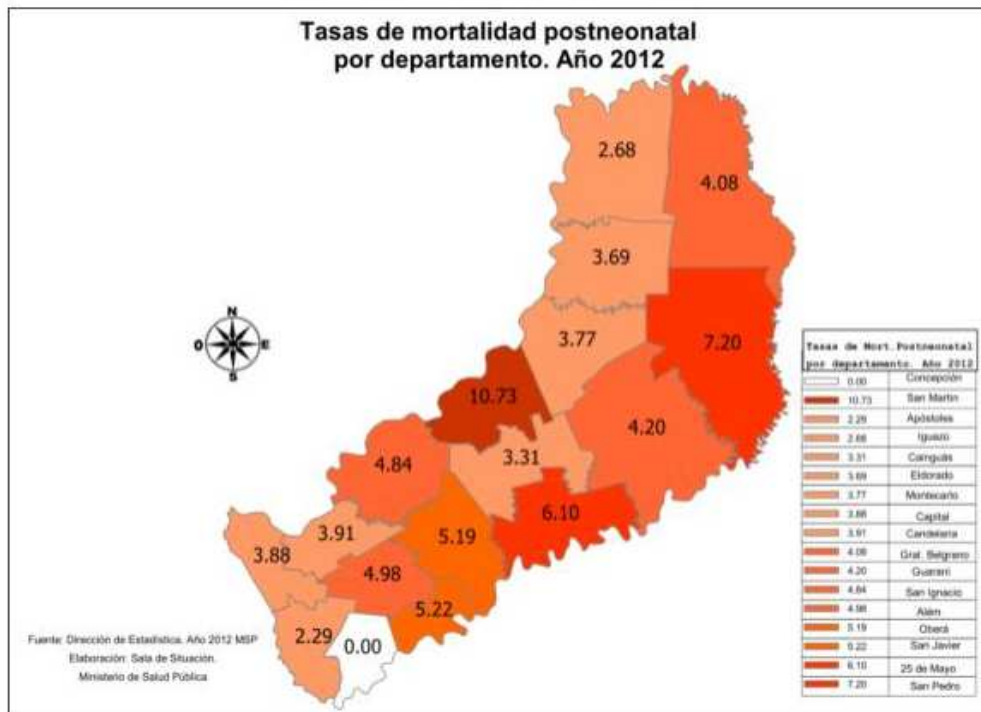 Tasas de mortalidad postneonatal
por departamento. Año 2012
2.68
4.08
3.69
N
O E
S
3.77
7.20
10.73
4.20
4.84
3.31
6.10
3.91
5.19
3.88
4.98
5.22
2.29
0.00
Fuente: Dirección de Estadística. Año 2012 MSP
Elaboración: Sala de Situación.
Ministerio de Salud Pública
Tasas de Mort. Postneonatal
por departamento. Año 2012
0.00 Concepción
10.73 San Martin
2.29 Apóstoles
2.68 Iguazú
3.31 Cainguás
3.69 Eldorado
3.77 Montecarlo
3.88 Capital
3.91 Candelaria
4.08 Gral. Belgrano
4.20 Guaraní
4.84 San Ignacio
4.98 Alem
5.19 Oberá
5.22 San Javier
6.10 25 de Mayo
7.20 San Pedro